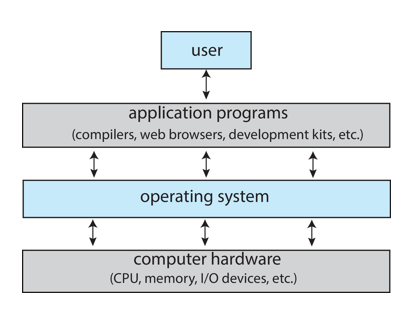 user
application programs
(compilers, web browsers, development kits, etc.)
operating system
computer hardware
(CPU, memory, I/O devices, etc.)